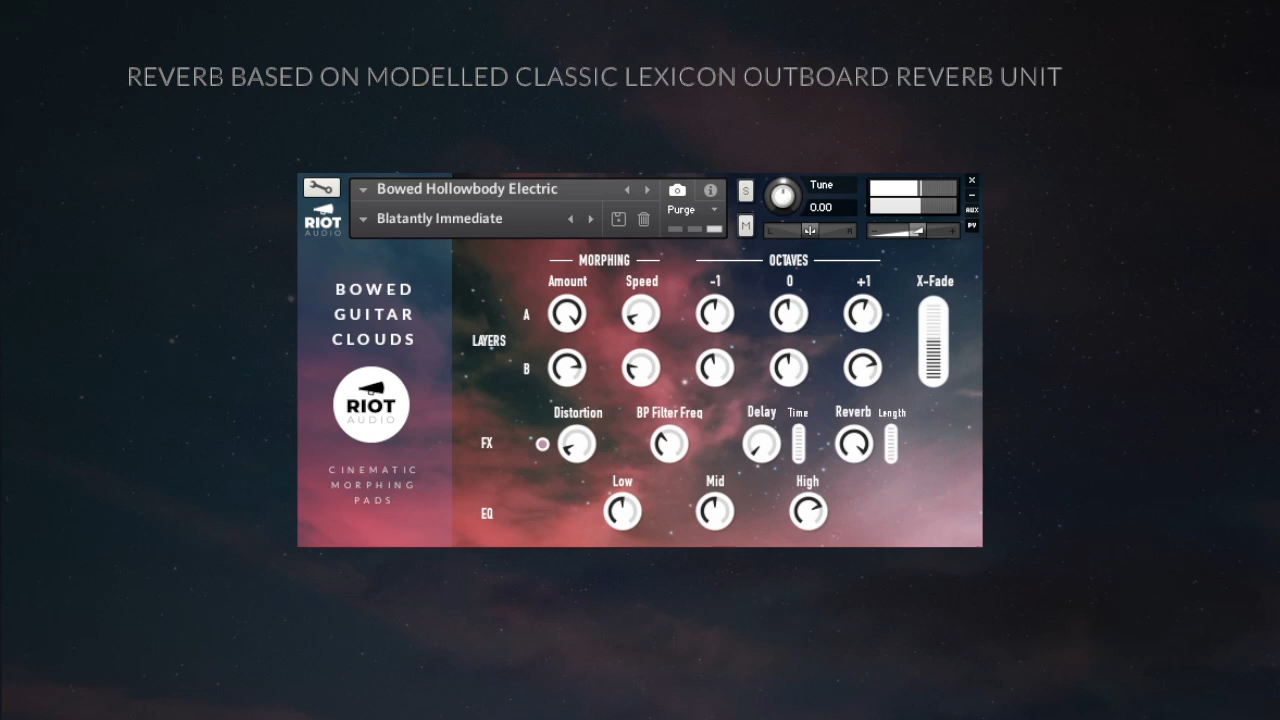 REVERB BASED ON MODELLED CLASSIC LEXICON OUTBOARD REVERB UNIT
Bowed Hollowbody Electric
Blatantly Immediate
Purge
S
M
Tune
0.00
L R
AUX
PV
RIOT
AUDIO
BOWED
GUITAR
CLOUDS
RIOT
AUDIO
CINEMATIC
MORPHING
PADS
MORPHING OCTAVES
Amount Speed -1 0 +1 X-Fade
A
LAYERS
B
Distortion BP Filter Freq Delay Time Reverb Length
FX
Low Mid High
EQ